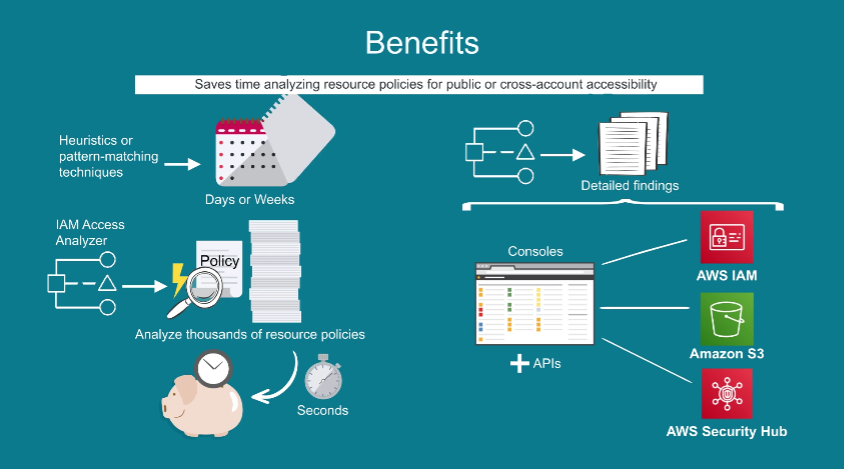 Benefits
Saves time analyzing resource policies for public or cross-account accessibility
Heuristics or
pattern-matching
techniques
Days or Weeks
IAM Access
Analyzer
Policy
Analyze thousands of resource policies
Seconds
Detailed findings
Consoles
+ APIs
AWS IAM
Amazon S3
AWS Security Hub